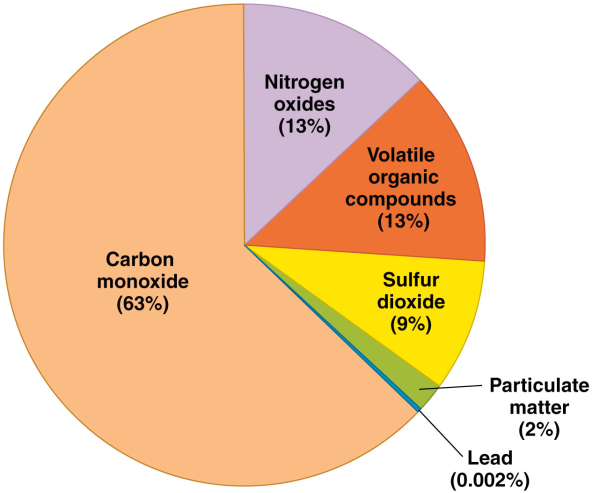 Nitrogen
oxides
(13%)
Volatile
organic
compounds
(13%)
Carbon
monoxide
(63%)
Sulfur
dioxide
(9%)
Particulate
matter
(2%)
Lead
(0.002%)